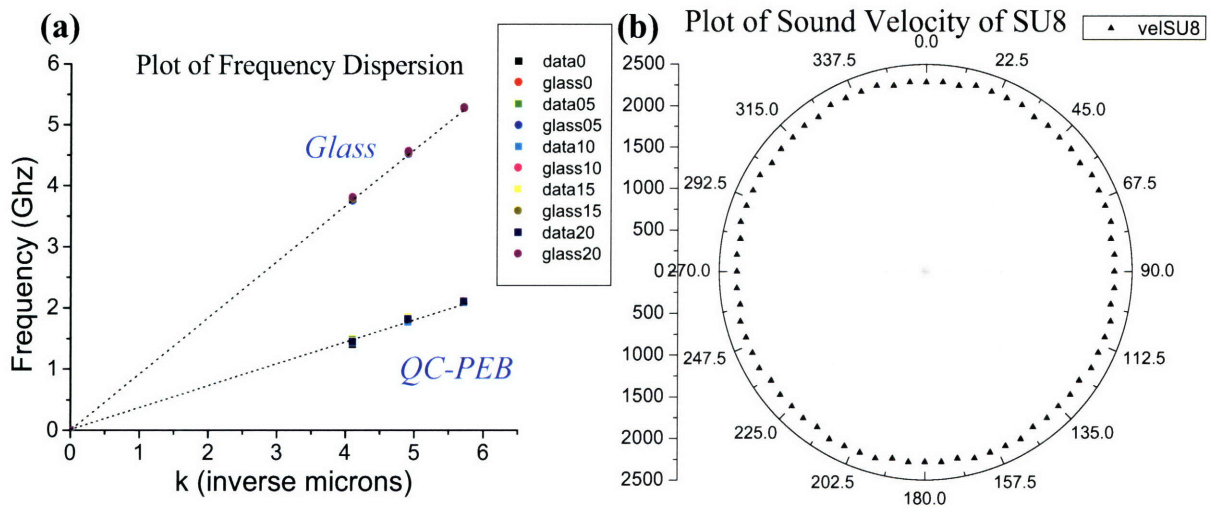 (a)
Plot of Frequency Dispersion
Frequency (Ghz)
6
5
4
3
2
1
0
0
1
2
3
4
5
6
k (inverse microns)
Glass
QC-PEB
data0
glass0
data05
glass05
data10
glass10
data15
glass15
data20
glass20
(b)
Plot of Sound Velocity of SU8
velSU8
2500
2000
1500
1000
500
0
500
1000
1500
2000
2500
0.0
22.5
45.0
67.5
90.0
112.5
135.0
157.5
180.0
202.5
225.0
247.5
270.0
292.5
315.0
337.5